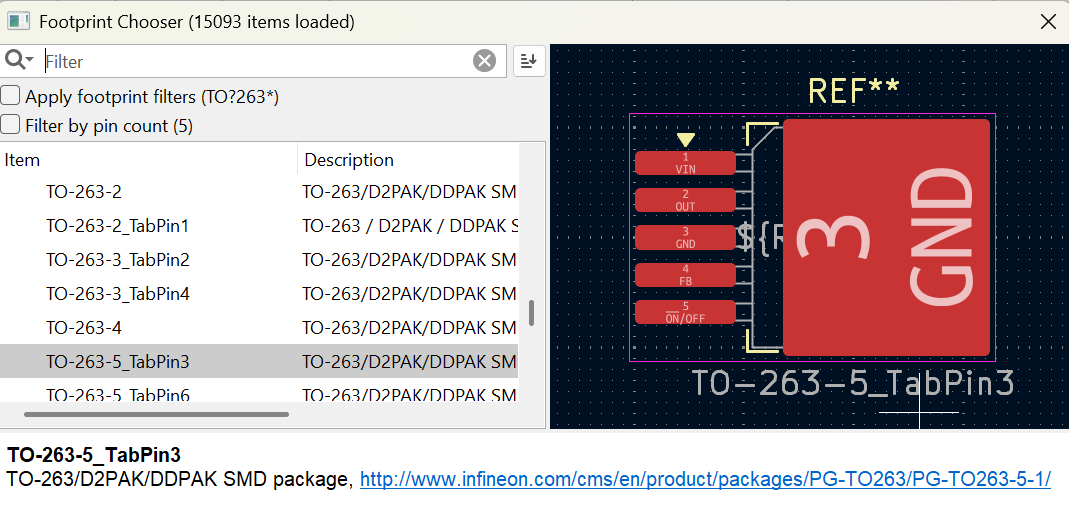 Footprint Chooser (15093 items loaded)
Filter
Apply footprint filters (TO?263*)
Filter by pin count (5)
Item Description
TO-263-2 TO-263/D2PAK/DDPAK SM
TO-263-2_TabPin1 TO-263 / D2PAK / DDPAK S
TO-263-3_TabPin2 TO-263/D2PAK/DDPAK SM
TO-263-3_TabPin4 TO-263/D2PAK/DDPAK SM
TO-263-4 TO-263/D2PAK/DDPAK SM
TO-263-5_TabPin3 TO-263/D2PAK/DDPAK SM
TO-263-5_TabPin6 TO-263/D2PAK/DDPAK SM
REF**
1
VIN
2
OUT
3
GND
4
FB
5
ON/OFF
${R
3
GND
TO-263-5_TabPin3
TO-263-5_TabPin3
TO-263/D2PAK/DDPAK SMD package, http://www.infineon.com/cms/en/product/packages/PG-TO263/PG-TO263-5-1/